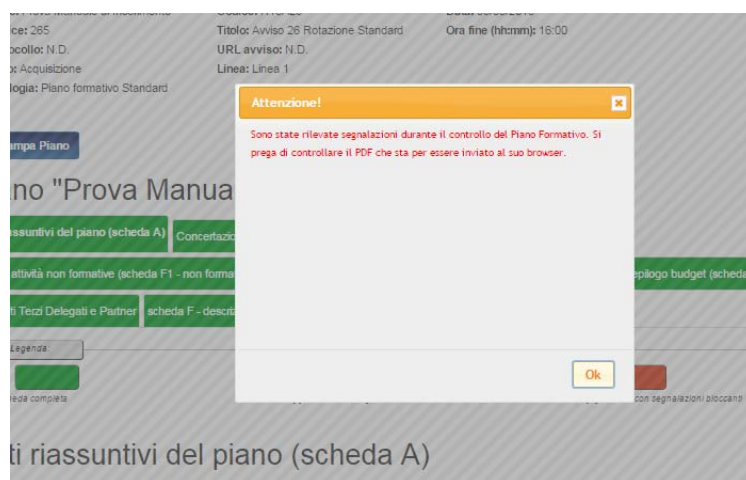 Titolo: Avviso 26 Rotazione Standard Ora fine (hh:mm): 16:00
ce: 265
ocollo: N.D. URL avviso: N.D.
o: Acquisizione Linea: Linea 1
logia: Piano formativo Standard
Attenzione!
Sono state rilevate segnalazioni durante il controllo del Piano Formativo. Si
prega di controllare il PDF che sta per essere inviato al suo browser.
ampa Piano
no "Prova Manua
assuntivi del piano (scheda A) Concertazio
attività non formative (scheda F1 - non forma epilogo budget (scheda
ti Terzi Delegati e Partner scheda F - descriz
Legenda:
Ok
eda completa con segnalazioni bloccanti
ti riassuntivi del piano (scheda A)